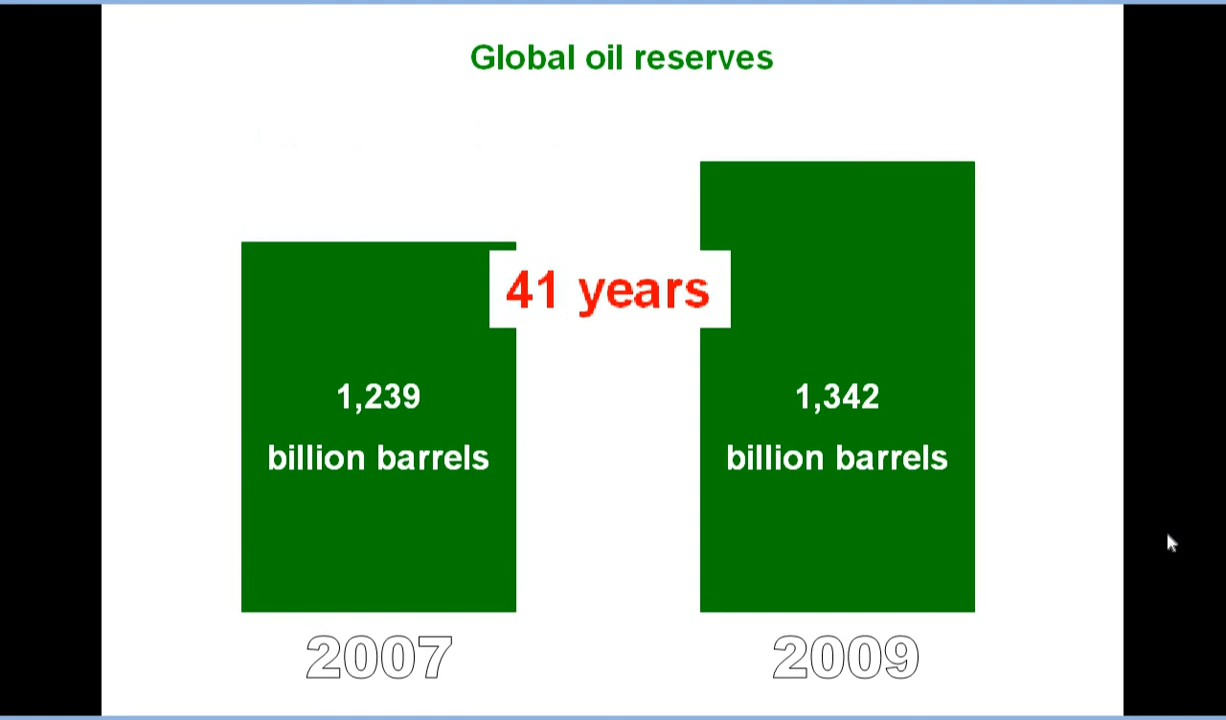 Global oil reserves
41 years
1,239
billion barrels
1,342
billion barrels
2007
2009